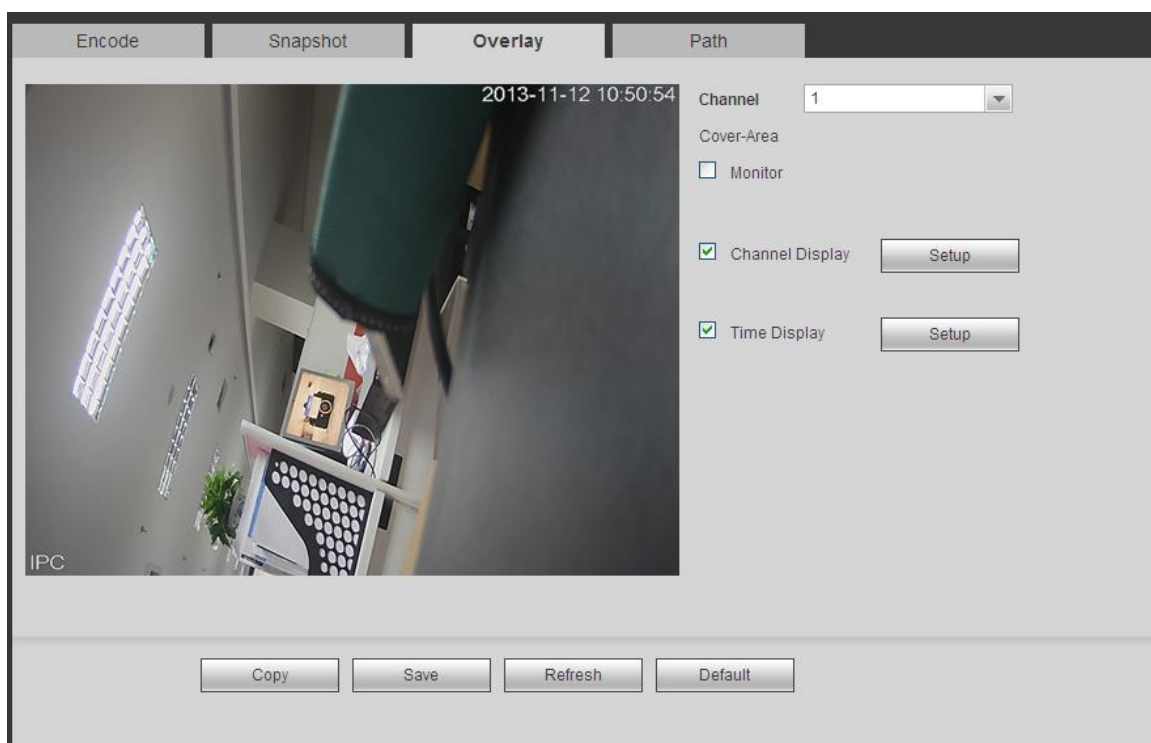 Encode
Snapshot
Overlay
Path
2013-11-12 10:50:54
IPC
Channel
1
Cover-Area
Monitor
Channel Display
Setup
Time Display
Setup
Copy
Save
Refresh
Default